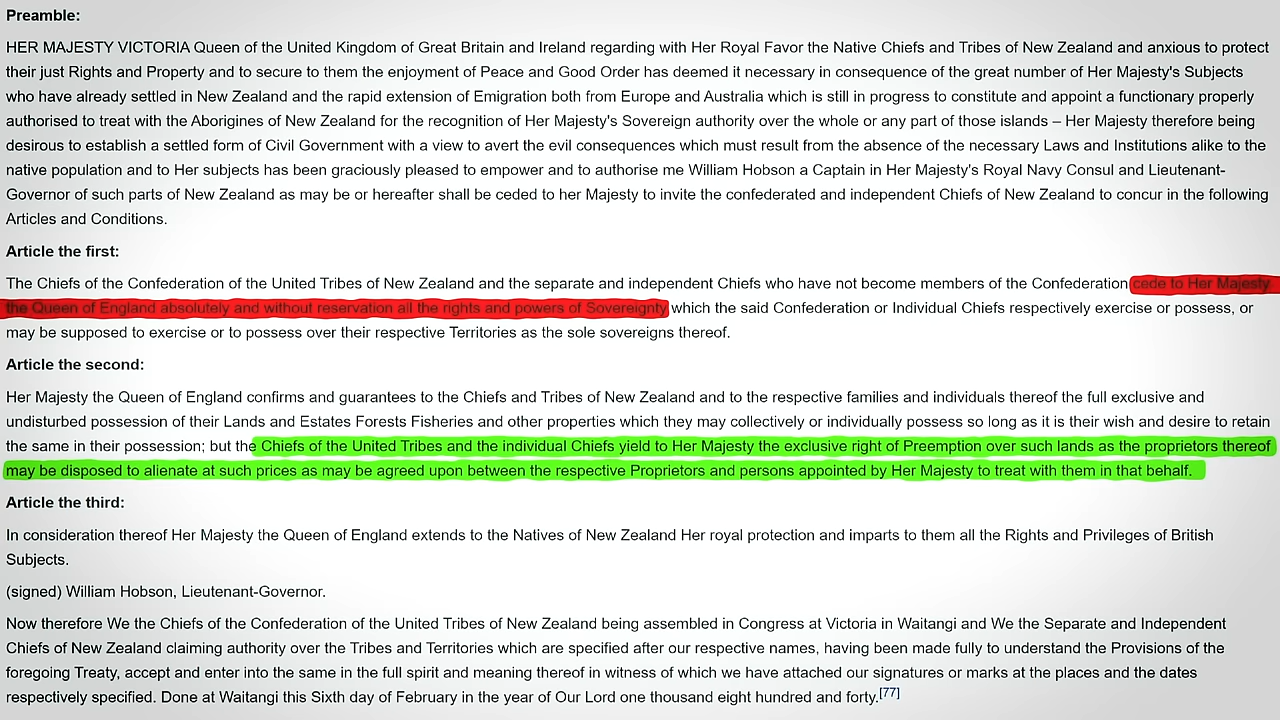 Preamble:
HER MAJESTY VICTORIA Queen of the United Kingdom of Great Britain and Ireland regarding with Her Royal Favor the Native Chiefs and Tribes of New Zealand and anxious to protect
their just Rights and Property and to secure to them the enjoyment of Peace and Good Order has deemed it necessary in consequence of the great number of Her Majesty's Subjects
who have already settled in New Zealand and the rapid extension of Emigration both from Europe and Australia which is still in progress to constitute and appoint a functionary properly
authorised to treat with the Aborigines of New Zealand for the recognition of Her Majesty's Sovereign authority over the whole or any part of those islands – Her Majesty therefore being
desirous to establish a settled form of Civil Government with a view to avert the evil consequences which must result from the absence of the necessary Laws and Institutions alike to the
native population and to Her subjects has been graciously pleased to empower and to authorise me William Hobson a Captain in Her Majesty's Royal Navy Consul and Lieutenant-
Governor of such parts of New Zealand as may be or hereafter shall be ceded to her Majesty to invite the confederated and independent Chiefs of New Zealand to concur in the following
Articles and Conditions.
Article the first:
The Chiefs of the Confederation of the United Tribes of New Zealand and the separate and independent Chiefs who have not become members of the Confederation cede to Her Majesty
the Queen of England absolutely and without reservation all the rights and powers of Sovereignty which the said Confederation or Individual Chiefs respectively exercise or possess, or
may be supposed to exercise or to possess over their respective Territories as the sole sovereigns thereof.
Article the second:
Her Majesty the Queen of England confirms and guarantees to the Chiefs and Tribes of New Zealand and to the respective families and individuals thereof the full exclusive and
undisturbed possession of their Lands and Estates Forests Fisheries and other properties which they may collectively or individually possess so long as it is their wish and desire to retain
the same in their possession; but the Chiefs of the United Tribes and the individual Chiefs yield to Her Majesty the exclusive right of Preemption over such lands as the proprietors thereof
may be disposed to alienate at such prices as may be agreed upon between the respective Proprietors and persons appointed by Her Majesty to treat with them in that behalf.
Article the third:
In consideration thereof Her Majesty the Queen of England extends to the Natives of New Zealand Her royal protection and imparts to them all the Rights and Privileges of British
Subjects.
(signed) William Hobson, Lieutenant-Governor.
Now therefore We the Chiefs of the Confederation of the United Tribes of New Zealand being assembled in Congress at Victoria in Waitangi and We the Separate and Independent
Chiefs of New Zealand claiming authority over the Tribes and Territories which are specified after our respective names, having been made fully to understand the Provisions of the
foregoing Treaty, accept and enter into the same in the full spirit and meaning thereof in witness of which we have attached our signatures or marks at the places and the dates
respectively specified. Done at Waitangi this Sixth day of February in the year of Our Lord one thousand eight hundred and forty.[77]